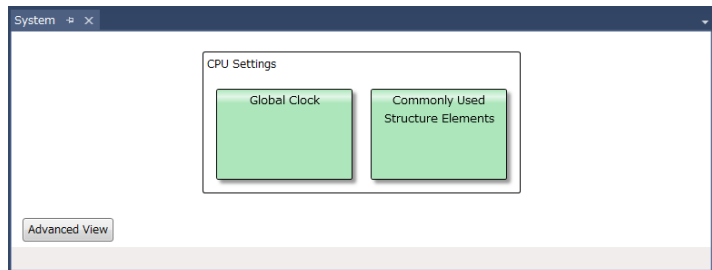 System
CPU Settings
Global Clock
Commonly Used
Structure Elements
Advanced View